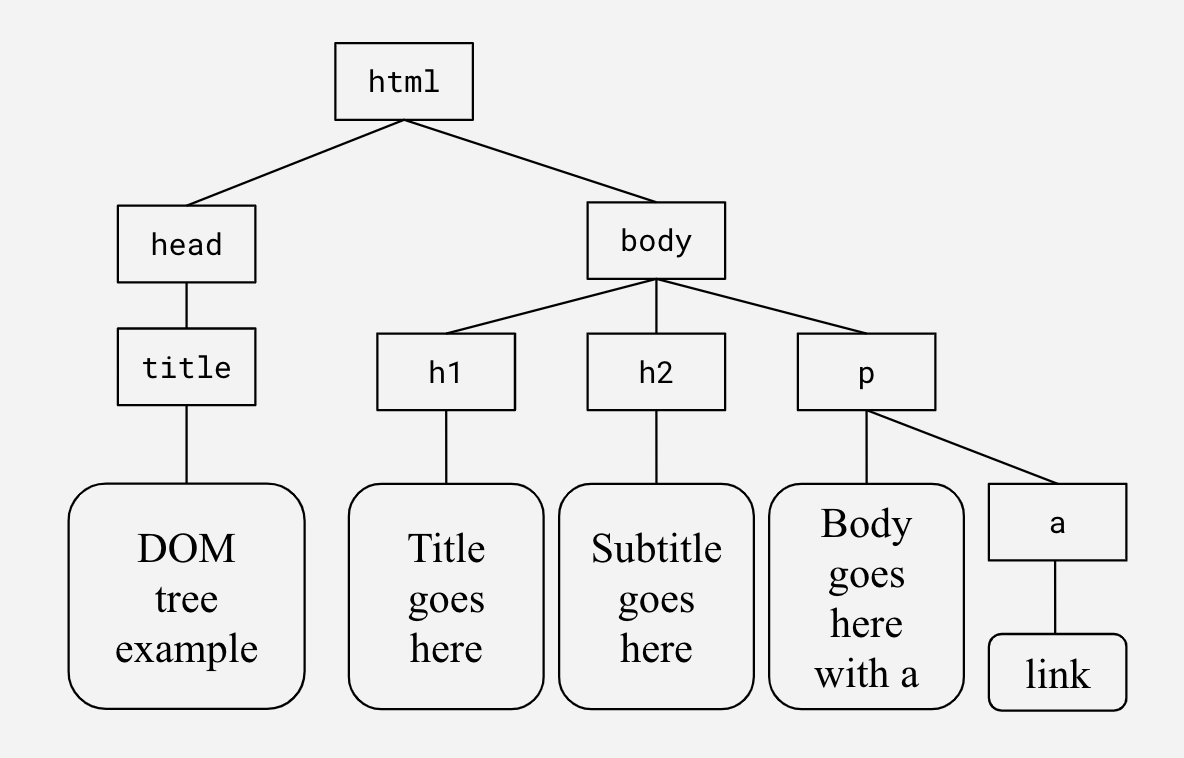 html
head
body
title
h1
h2
p
DOM
tree
example
Title
goes
here
Subtitle
goes
here
Body
goes
here
with a
a
link